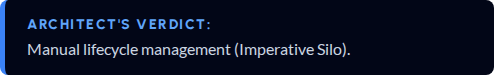 ARCHITECT'S VERDICT:
Manual lifecycle management (Imperative Silo).